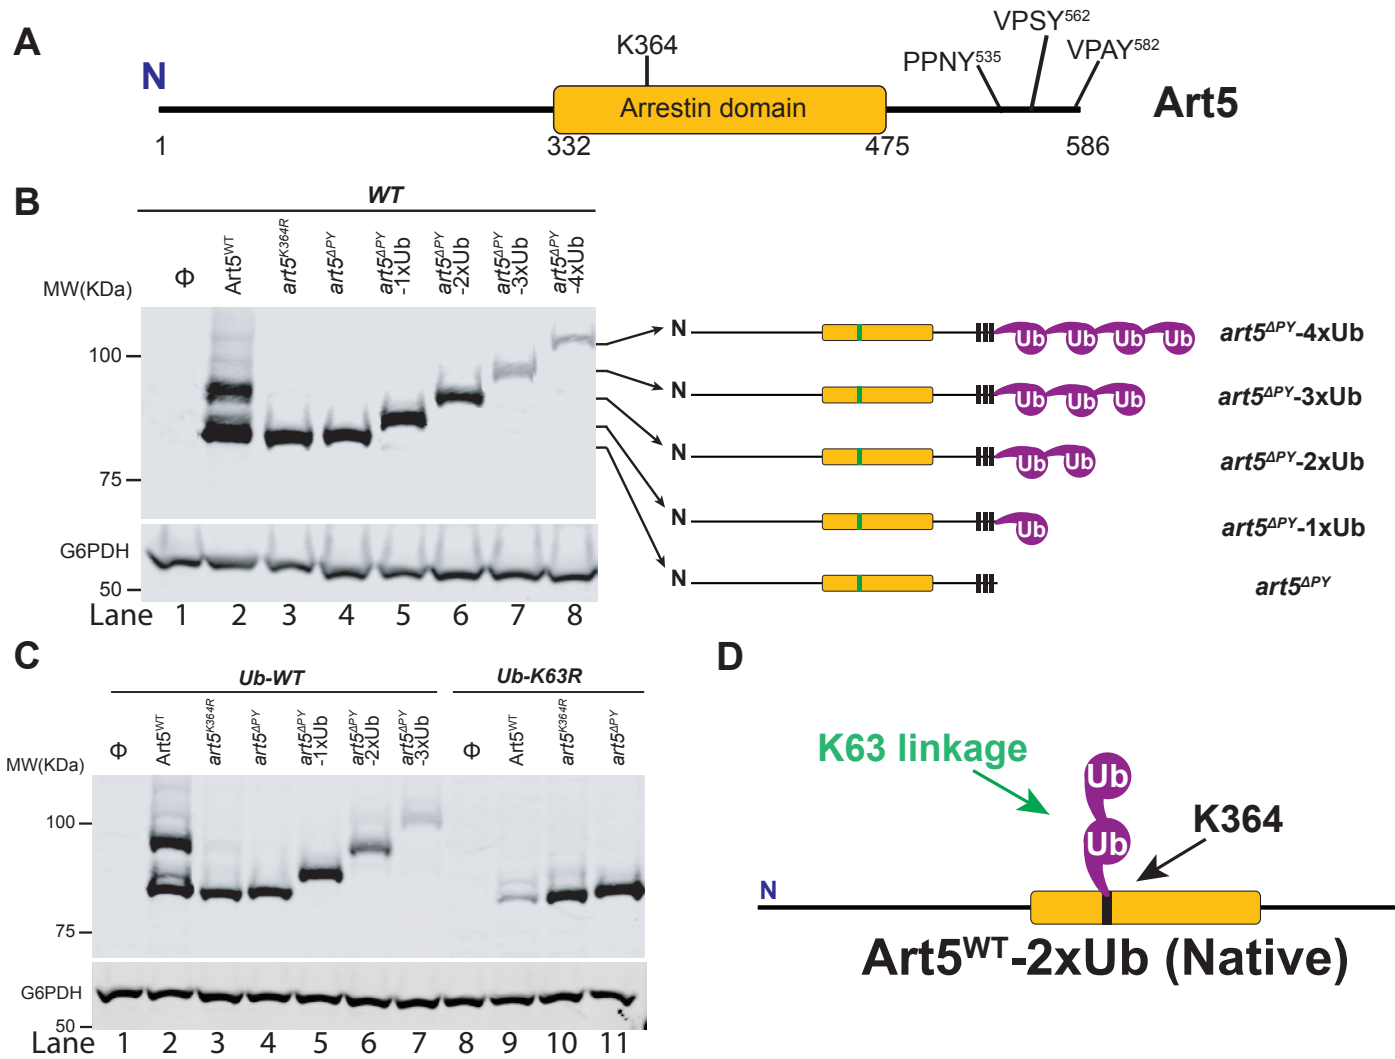 A
N
K364
PPNY535
VPSY562
VPAY582
Arrestin domain
Art5
1
332
475
586
B
WT
MW(KDa)
Φ
Art5WT
art5K364R
art5ΔPY
art5ΔPY
-1xUb
art5ΔPY
-2xUb
art5ΔPY
-3xUb
art5ΔPY
-4xUb
100
75
G6PDH
50
Lane 1 2 3 4 5 6 7 8
N Ub Ub Ub Ub art5ΔPY-4xUb
N Ub Ub Ub art5ΔPY-3xUb
N Ub Ub art5ΔPY-2xUb
N Ub art5ΔPY-1xUb
N art5ΔPY
C
Ub-WT
Ub-K63R
MW(KDa)
Φ
Art5WT
art5K364R
art5ΔPY
art5ΔPY
-1xUb
art5ΔPY
-2xUb
art5ΔPY
-3xUb
Φ
Art5WT
art5K364R
art5ΔPY
100
75
G6PDH
50
Lane 1 2 3 4 5 6 7 8 9 10 11
D
K63 linkage
Ub
Ub
K364
N
Art5WT-2xUb (Native)